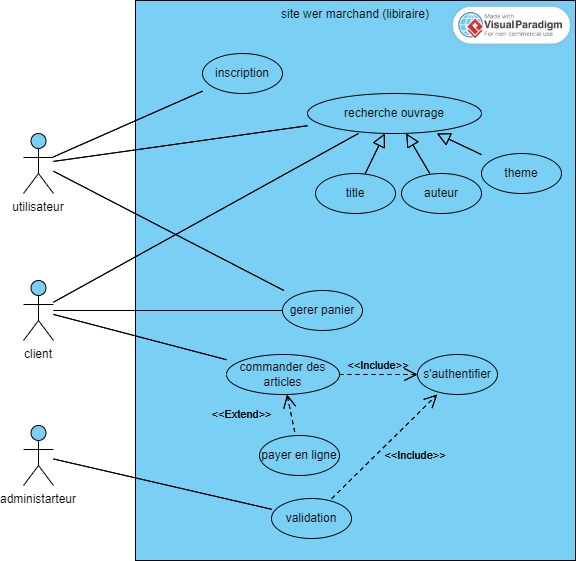 site wer marchand (libiraire)
Made with
Visual Paradigm
For non-commercial use
inscription
recherche ouvrage
theme
title
auteur
utilisateur
gerer panier
client
commander des
articles
<<Include>>
s'authentifier
<<Extend>>
payer en ligne
<<Include>>
administarteur
validation